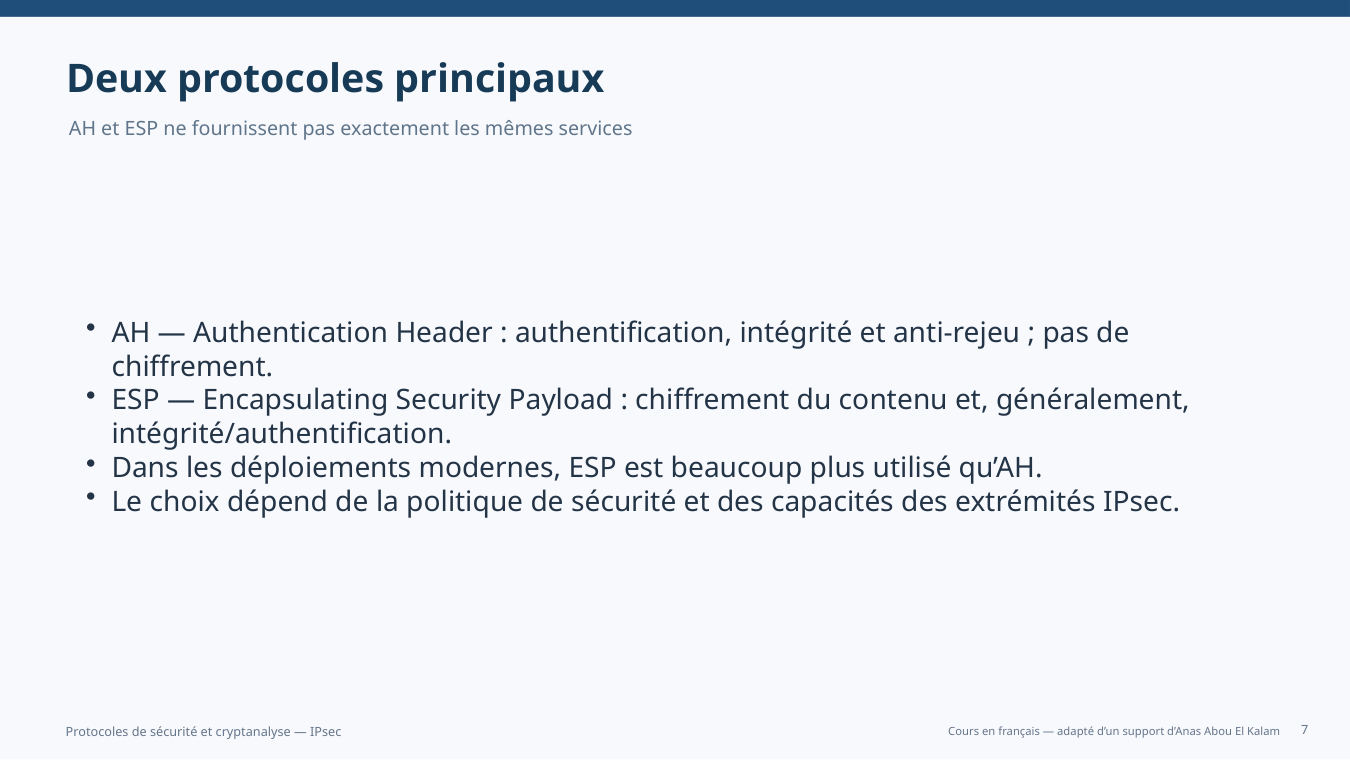 Deux protocoles principaux
AH et ESP ne fournissent pas exactement les mêmes services
• AH — Authentication Header : authentification, intégrité et anti-rejeu ; pas de
chiffrement.
• ESP — Encapsulating Security Payload : chiffrement du contenu et, généralement,
intégrité/authentification.
• Dans les déploiements modernes, ESP est beaucoup plus utilisé qu’AH.
• Le choix dépend de la politique de sécurité et des capacités des extrémités IPsec.
Protocoles de sécurité et cryptanalyse — IPsec
Cours en français — adapté d’un support d’Anas Abou El Kalam
7